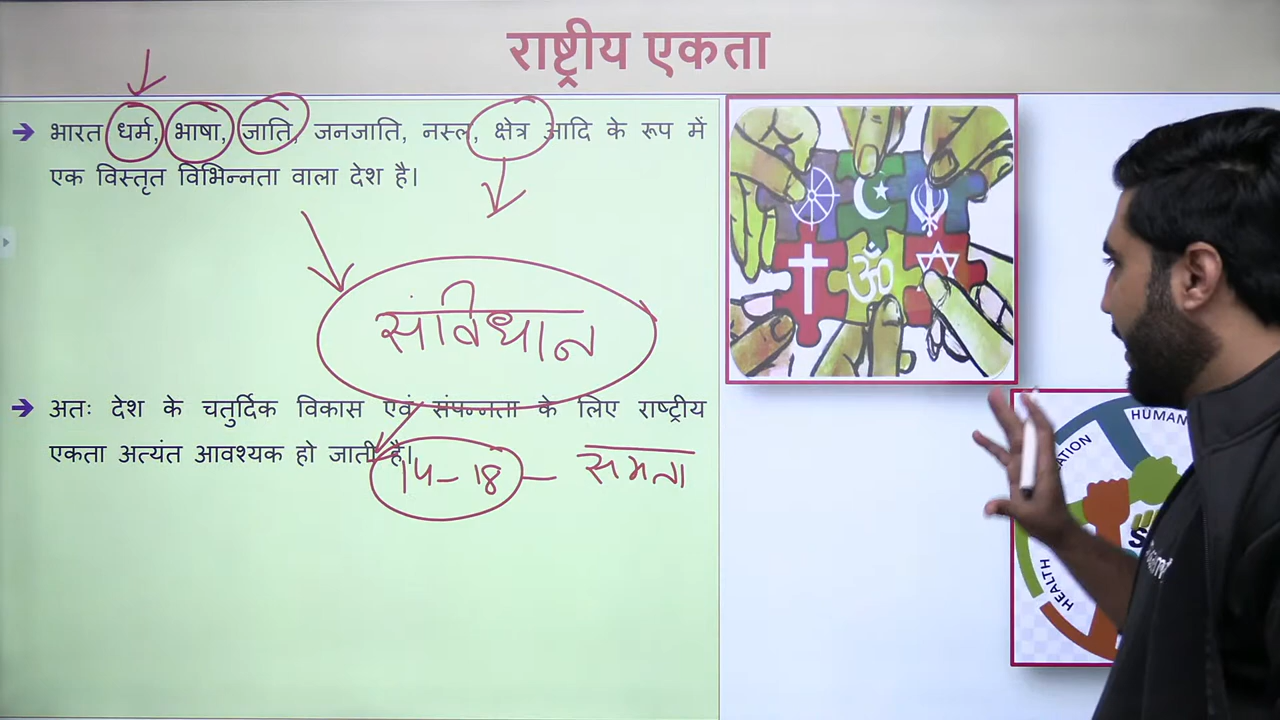 राष्ट्रीय एकता
→ भारत धर्म, भाषा, जाति, जनजाति, नस्ल, क्षेत्र आदि के रूप में
एक विस्तृत विभिन्नता वाला देश है।
संविधान
→ अतः देश के चतुर्दिक विकास एवं संपन्नता के लिए राष्ट्रीय
एकता अत्यंत आवश्यक हो जाती है।
14-18 — समता
ॐ
HUMAN
HEALTH